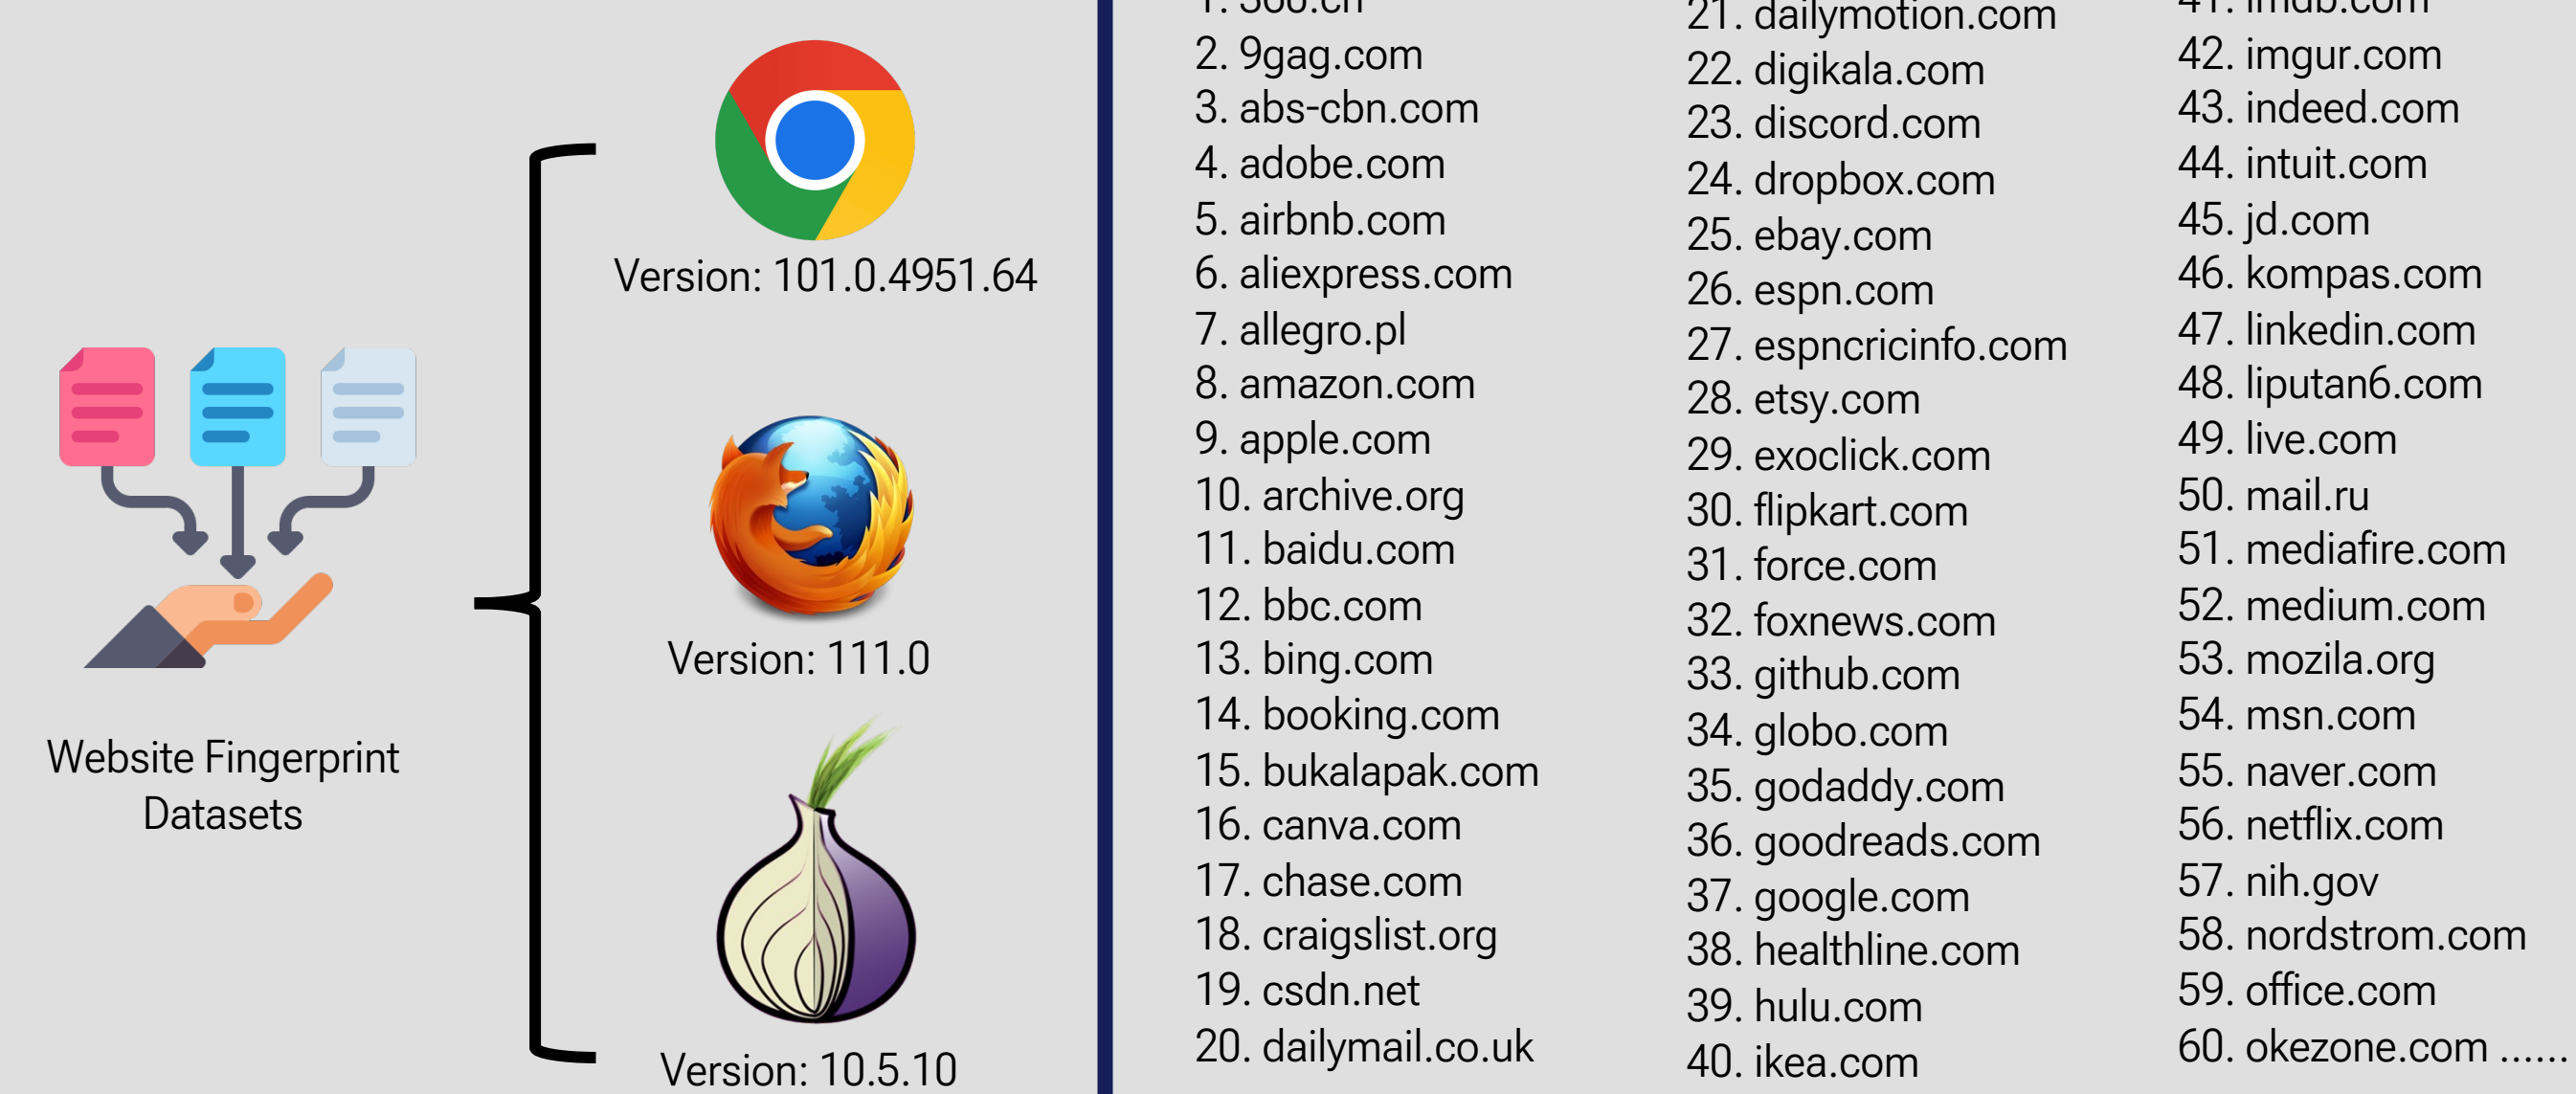 Version: 101.0.4951.64
Version: 111.0
Version: 10.5.10
Website Fingerprint
Datasets
1. 360.cn
2. 9gag.com
3. abs-cbn.com
4. adobe.com
5. airbnb.com
6. aliexpress.com
7. allegro.pl
8. amazon.com
9. apple.com
10. archive.org
11. baidu.com
12. bbc.com
13. bing.com
14. booking.com
15. bukalapak.com
16. canva.com
17. chase.com
18. craigslist.org
19. csdn.net
20. dailymail.co.uk
21. dailymotion.com
22. digikala.com
23. discord.com
24. dropbox.com
25. ebay.com
26. espn.com
27. espncricinfo.com
28. etsy.com
29. exoclick.com
30. flipkart.com
31. force.com
32. foxnews.com
33. github.com
34. globo.com
35. godaddy.com
36. goodreads.com
37. google.com
38. healthline.com
39. hulu.com
40. ikea.com
41. imdb.com
42. imgur.com
43. indeed.com
44. intuit.com
45. jd.com
46. kompas.com
47. linkedin.com
48. liputan6.com
49. live.com
50. mail.ru
51. mediafire.com
52. medium.com
53. mozila.org
54. msn.com
55. naver.com
56. netflix.com
57. nih.gov
58. nordstrom.com
59. office.com
60. okezone.com ......